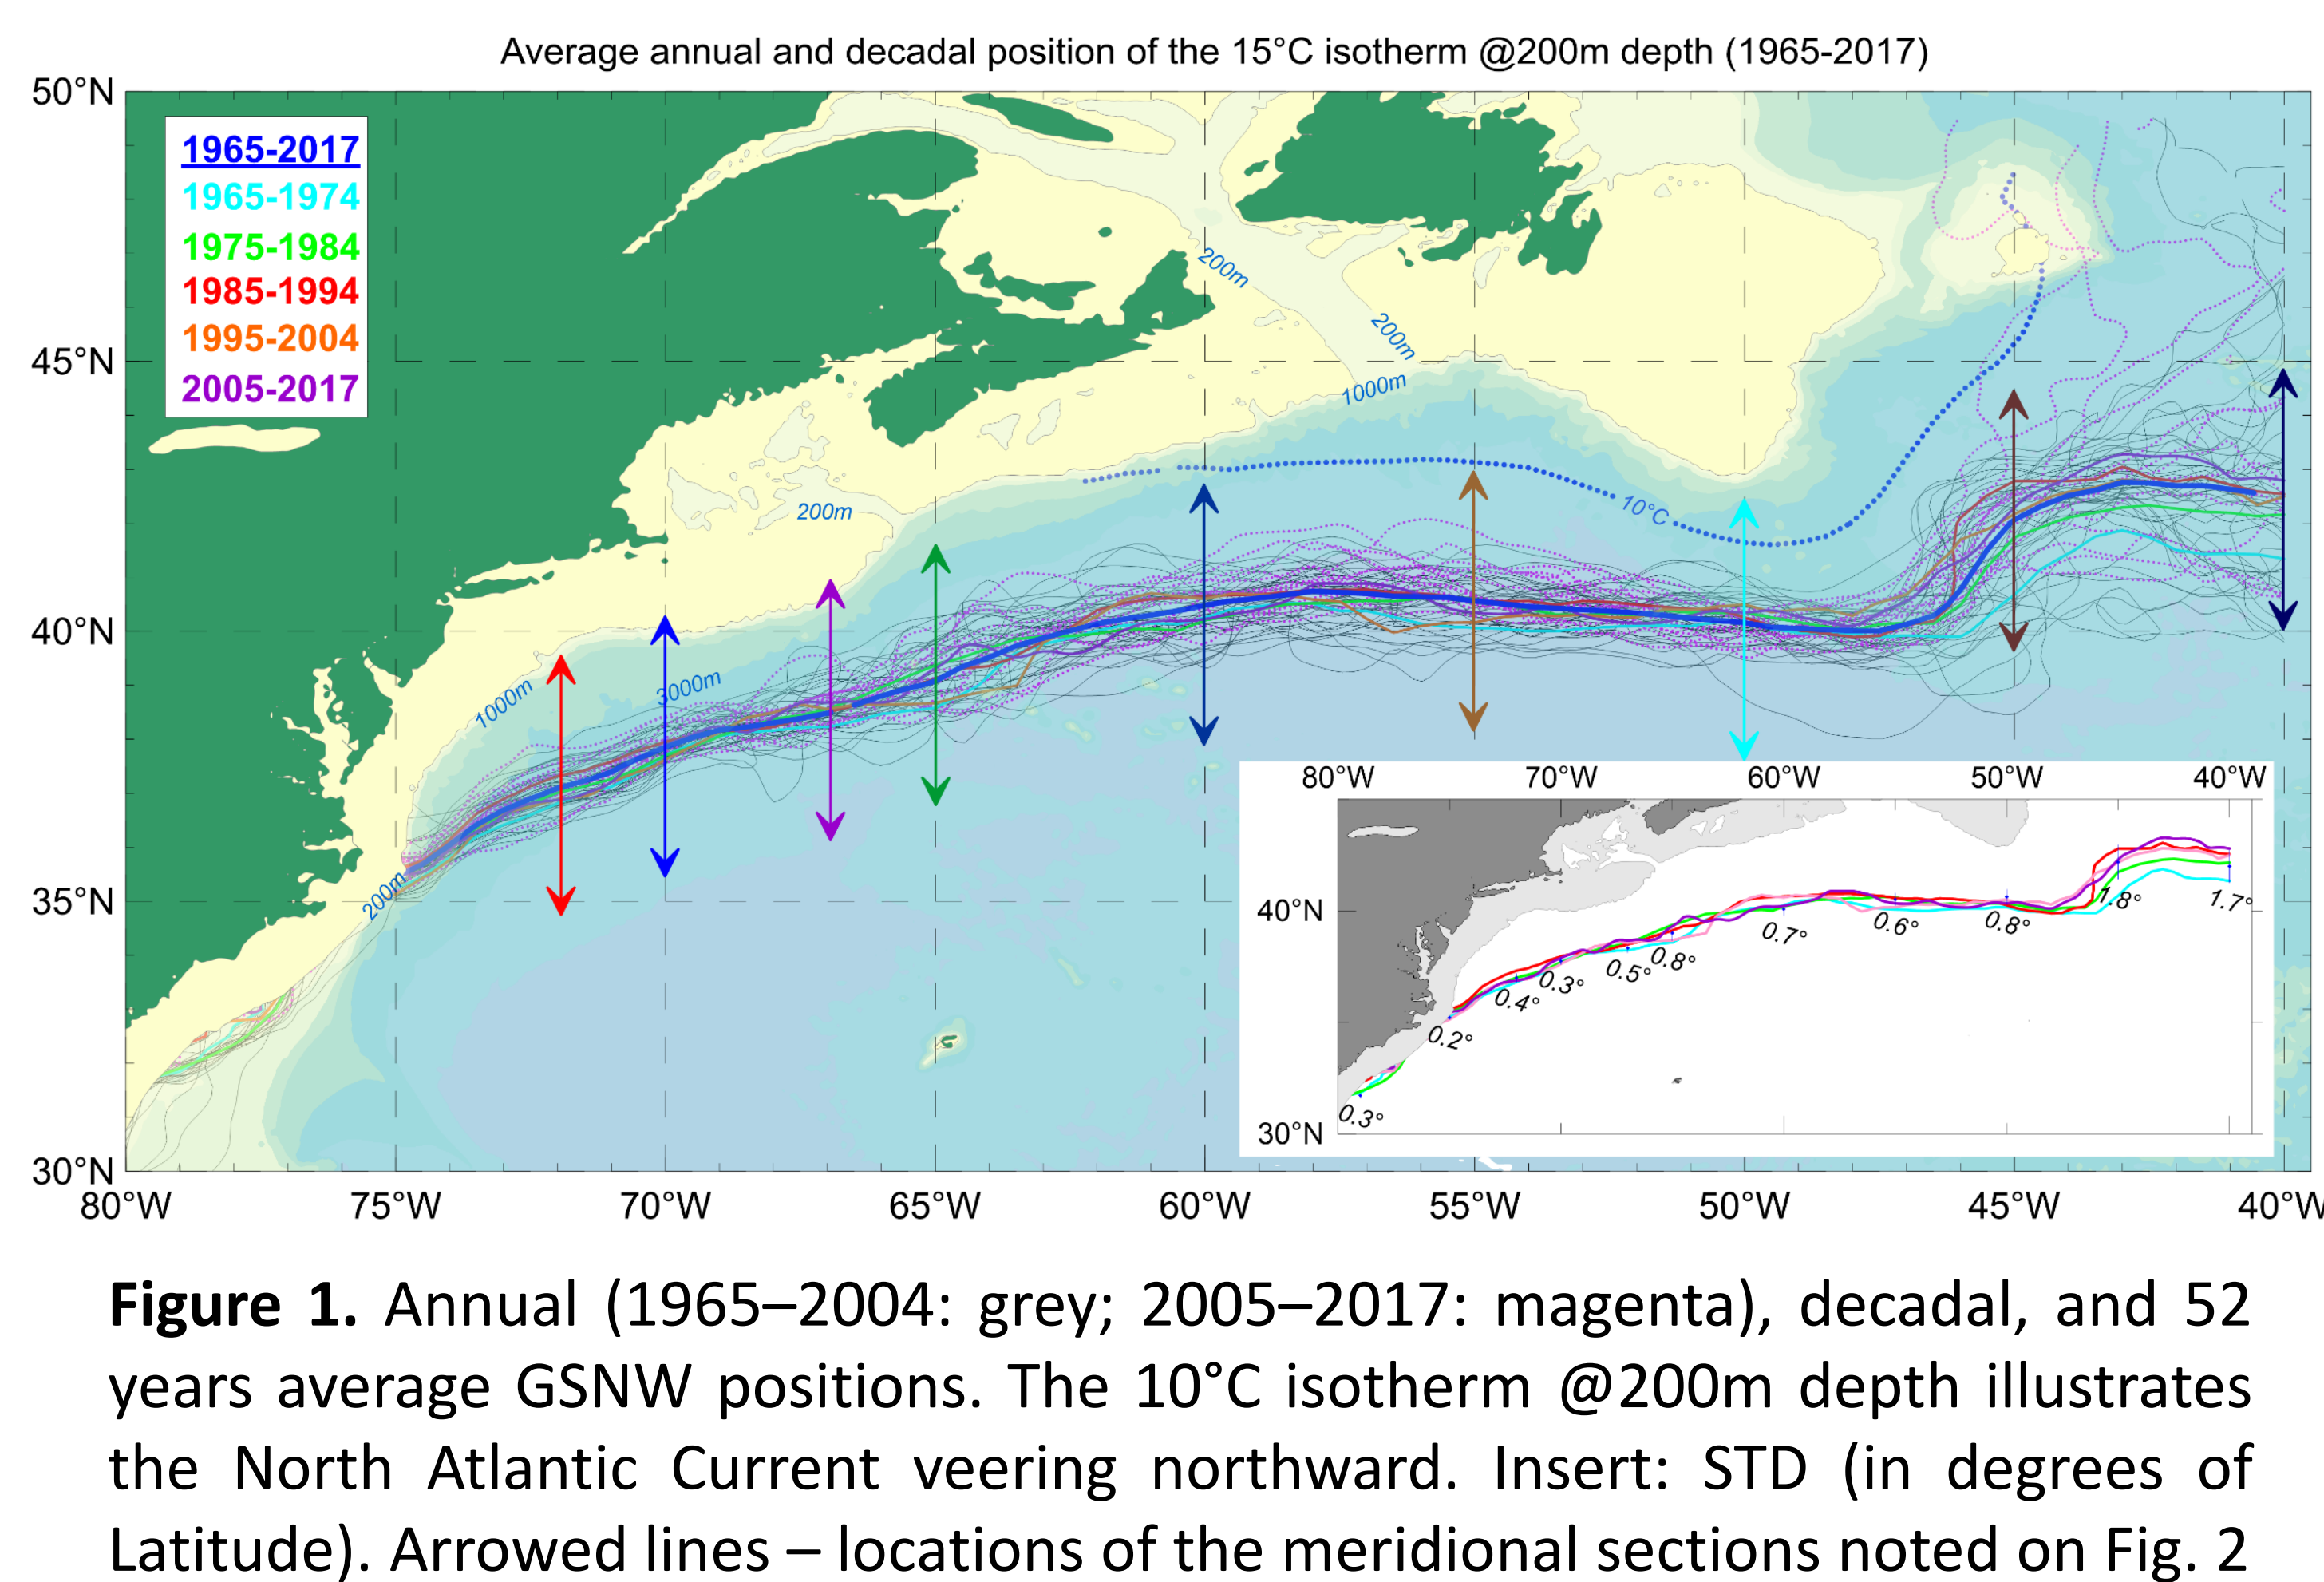 Average annual and decadal position of the 15°C isotherm @200m depth (1965-2017)
50°N
45°N
40°N
35°N
30°N
1965-2017
1965-1974
1975-1984
1985-1994
1995-2004
2005-2017
200m
200m
1000m
200m
10°C
3000m
1000m
200m
80°W 70°W 60°W 50°W 40°W
40°N
30°N
1.8°
1.7°
0.7°
0.6°
0.8°
0.5°
0.8°
0.3°
0.4°
0.2°
0.3°
80°W 75°W 70°W 65°W 60°W 55°W 50°W 45°W 40°W
Figure 1. Annual (1965–2004: grey; 2005–2017: magenta), decadal, and 52
years average GSNW positions. The 10°C isotherm @200m depth illustrates
the North Atlantic Current veering northward. Insert: STD (in degrees of
Latitude). Arrowed lines – locations of the meridional sections noted on Fig. 2